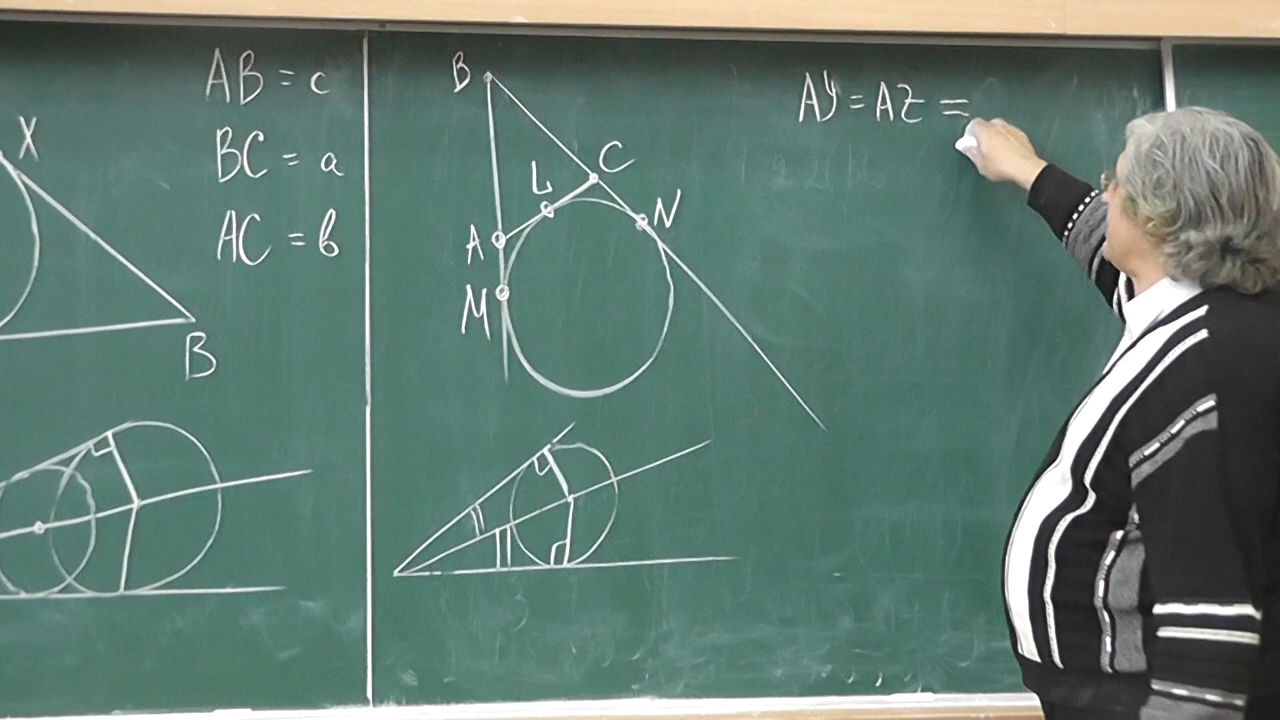 X
B
AB = c
BC = a
AC = b
B
C
L
N
A
M
AY = AZ =